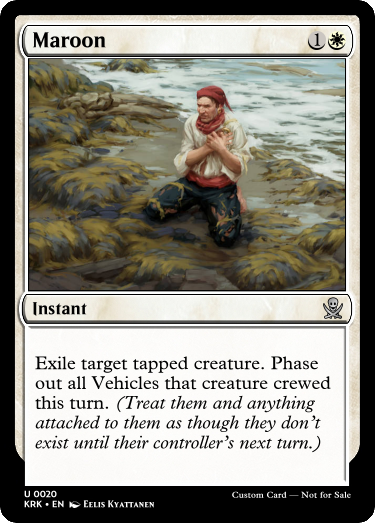 Maroon 1
Instant
Exile target tapped creature. Phase
out all Vehicles that creature crewed
this turn. (Treat them and anything
attached to them as though they don't
exist until their controller's next turn.)
U 0020
KRK • EN Eelis Kyattanen
Custom Card — Not for Sale